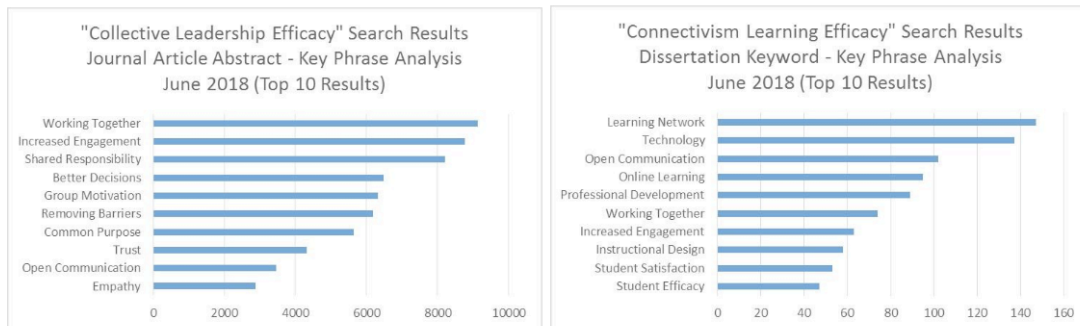 "Collective Leadership Efficacy" Search Results
Journal Article Abstract - Key Phrase Analysis
June 2018 (Top 10 Results)
Working Together
Increased Engagement
Shared Responsibility
Better Decisions
Group Motivation
Removing Barriers
Common Purpose
Trust
Open Communication
Empathy
0 2000 4000 6000 8000 10000
"Connectivism Learning Efficacy" Search Results
Dissertation Keyword - Key Phrase Analysis
June 2018 (Top 10 Results)
Learning Network
Technology
Open Communication
Online Learning
Professional Development
Working Together
Increased Engagement
Instructional Design
Student Satisfaction
Student Efficacy
0 20 40 60 80 100 120 140 160